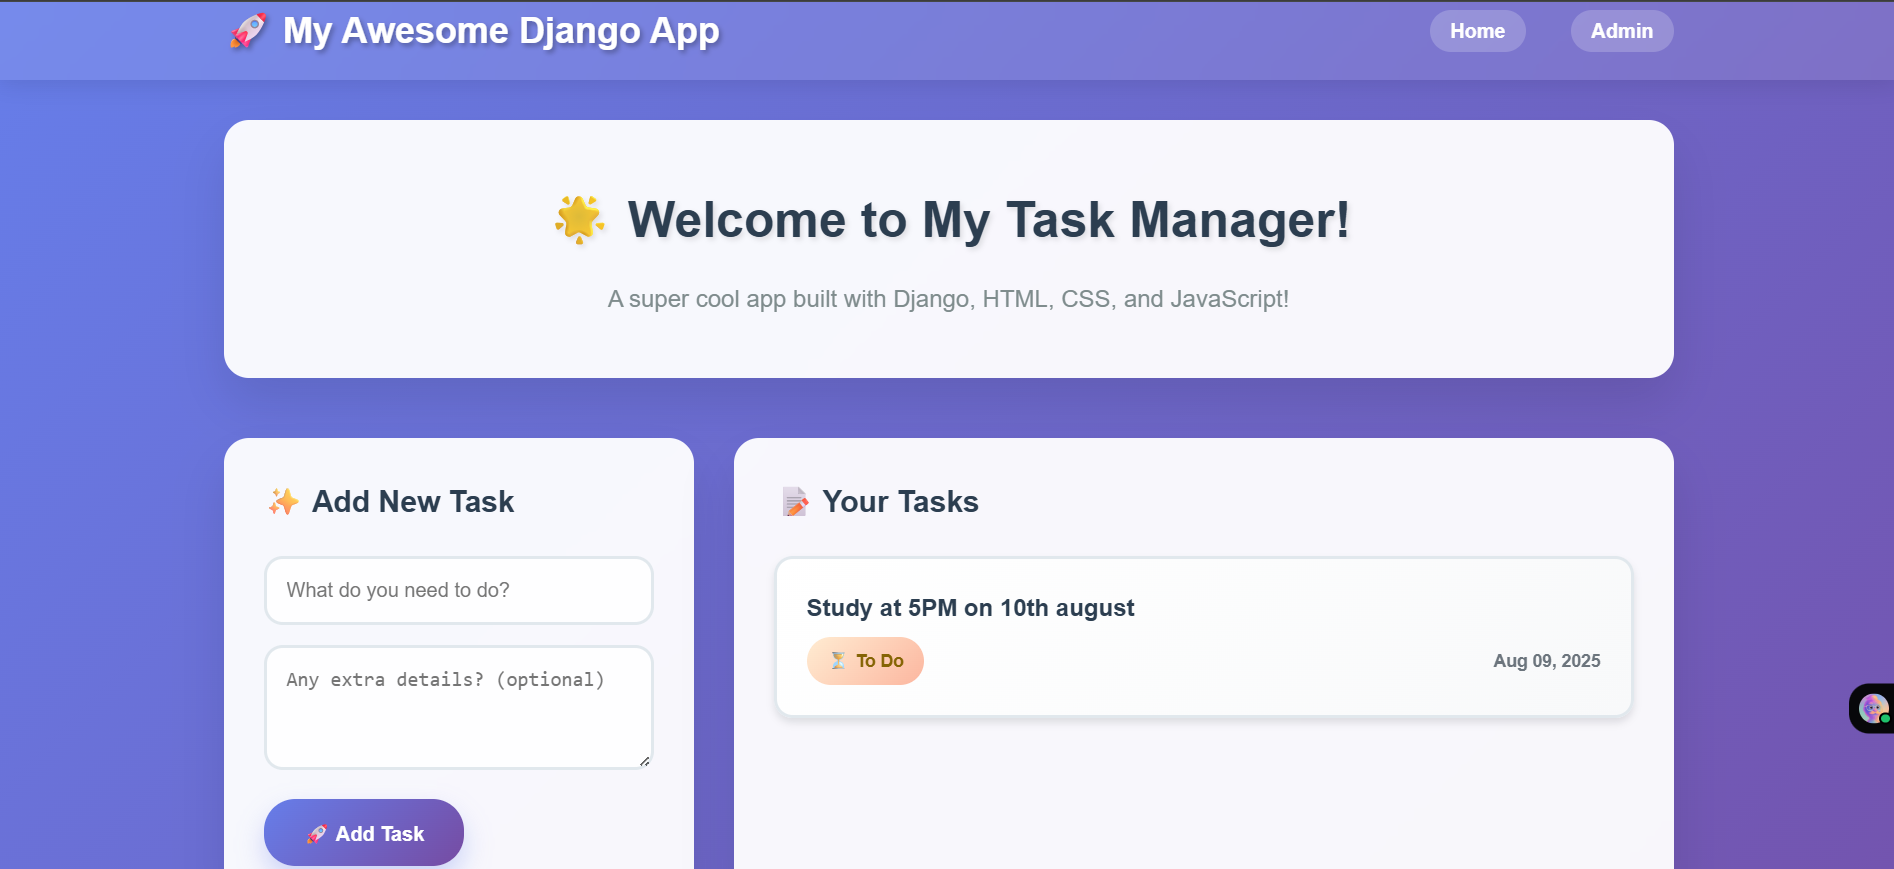 🚀 My Awesome Django App
Home
Admin
🌟 Welcome to My Task Manager!
A super cool app built with Django, HTML, CSS, and JavaScript!
✨ Add New Task
What do you need to do?
Any extra details? (optional)
🚀 Add Task
📝 Your Tasks
Study at 5PM on 10th august
⏳ To Do
Aug 09, 2025